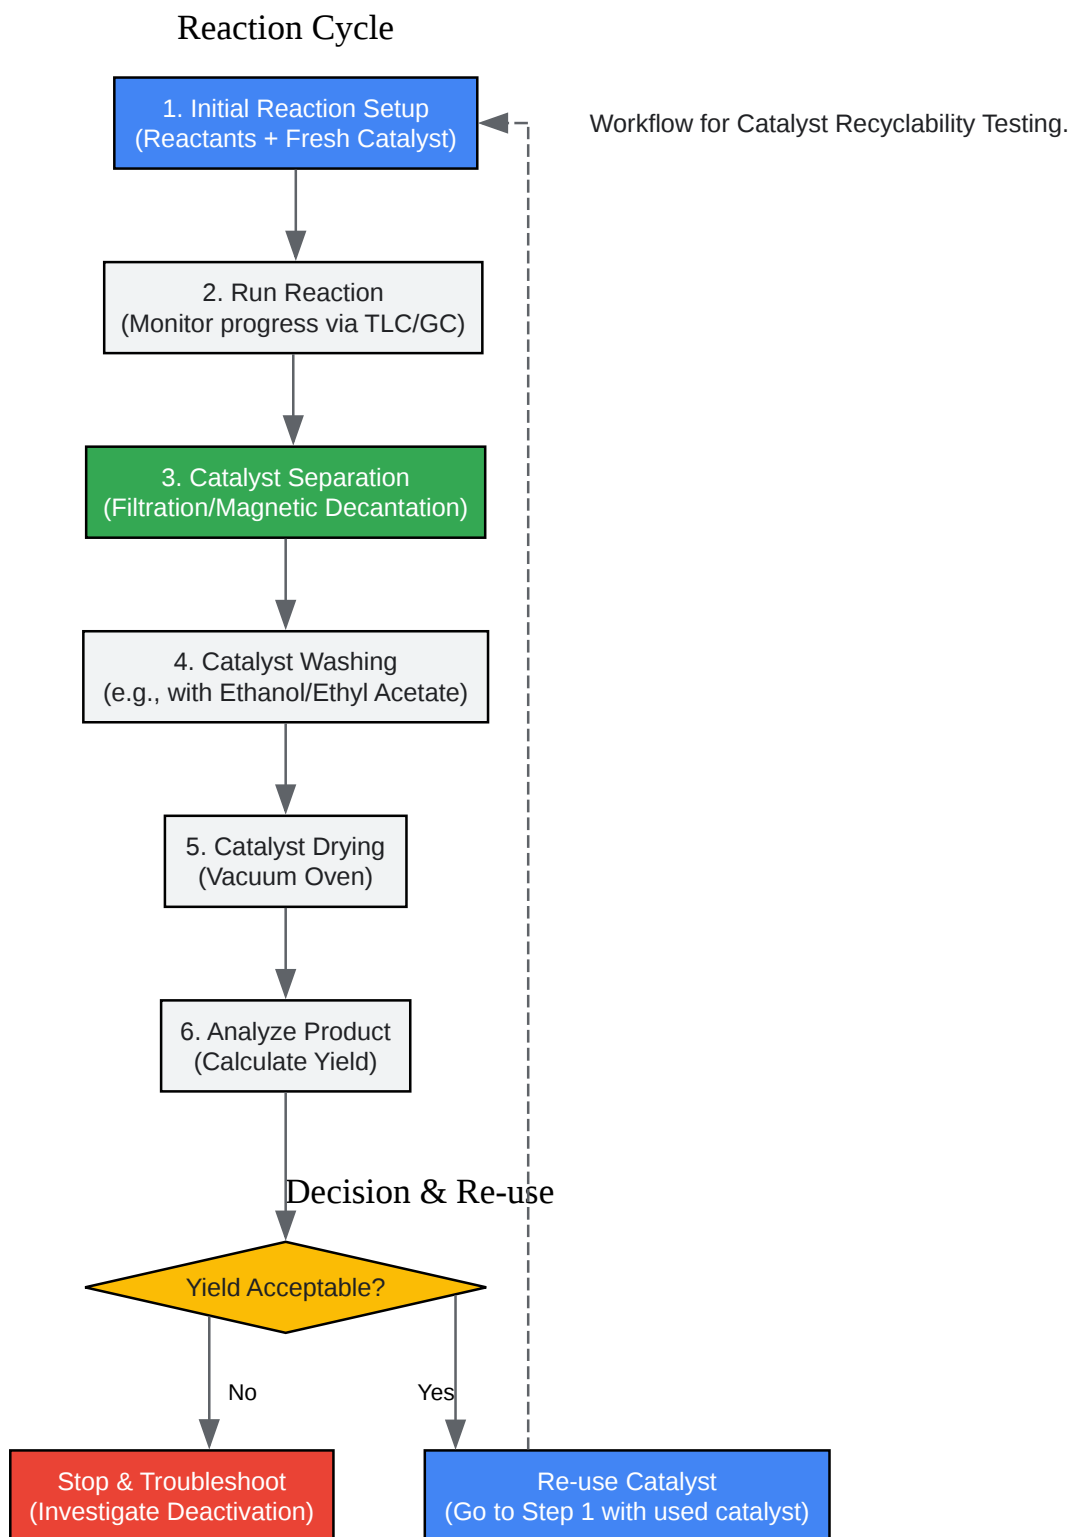 Reaction Cycle
1. Initial Reaction Setup
(Reactants + Fresh Catalyst)
Workflow for Catalyst Recyclability Testing.
2. Run Reaction
(Monitor progress via TLC/GC)
3. Catalyst Separation
(Filtration/Magnetic Decantation)
4. Catalyst Washing
(e.g., with Ethanol/Ethyl Acetate)
5. Catalyst Drying
(Vacuum Oven)
6. Analyze Product
(Calculate Yield)
Decision & Re-use
Yield Acceptable?
No
Yes
Stop & Troubleshoot
(Investigate Deactivation)
Re-use Catalyst
(Go to Step 1 with used catalyst)